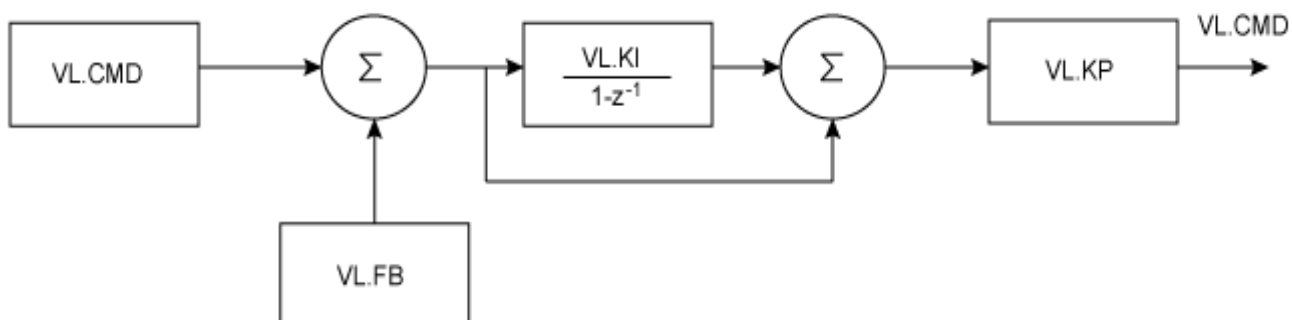 VL.CMD
VL.CMD
Σ
VL.KI
1-z⁻¹
Σ
VL.KP
VL.FB